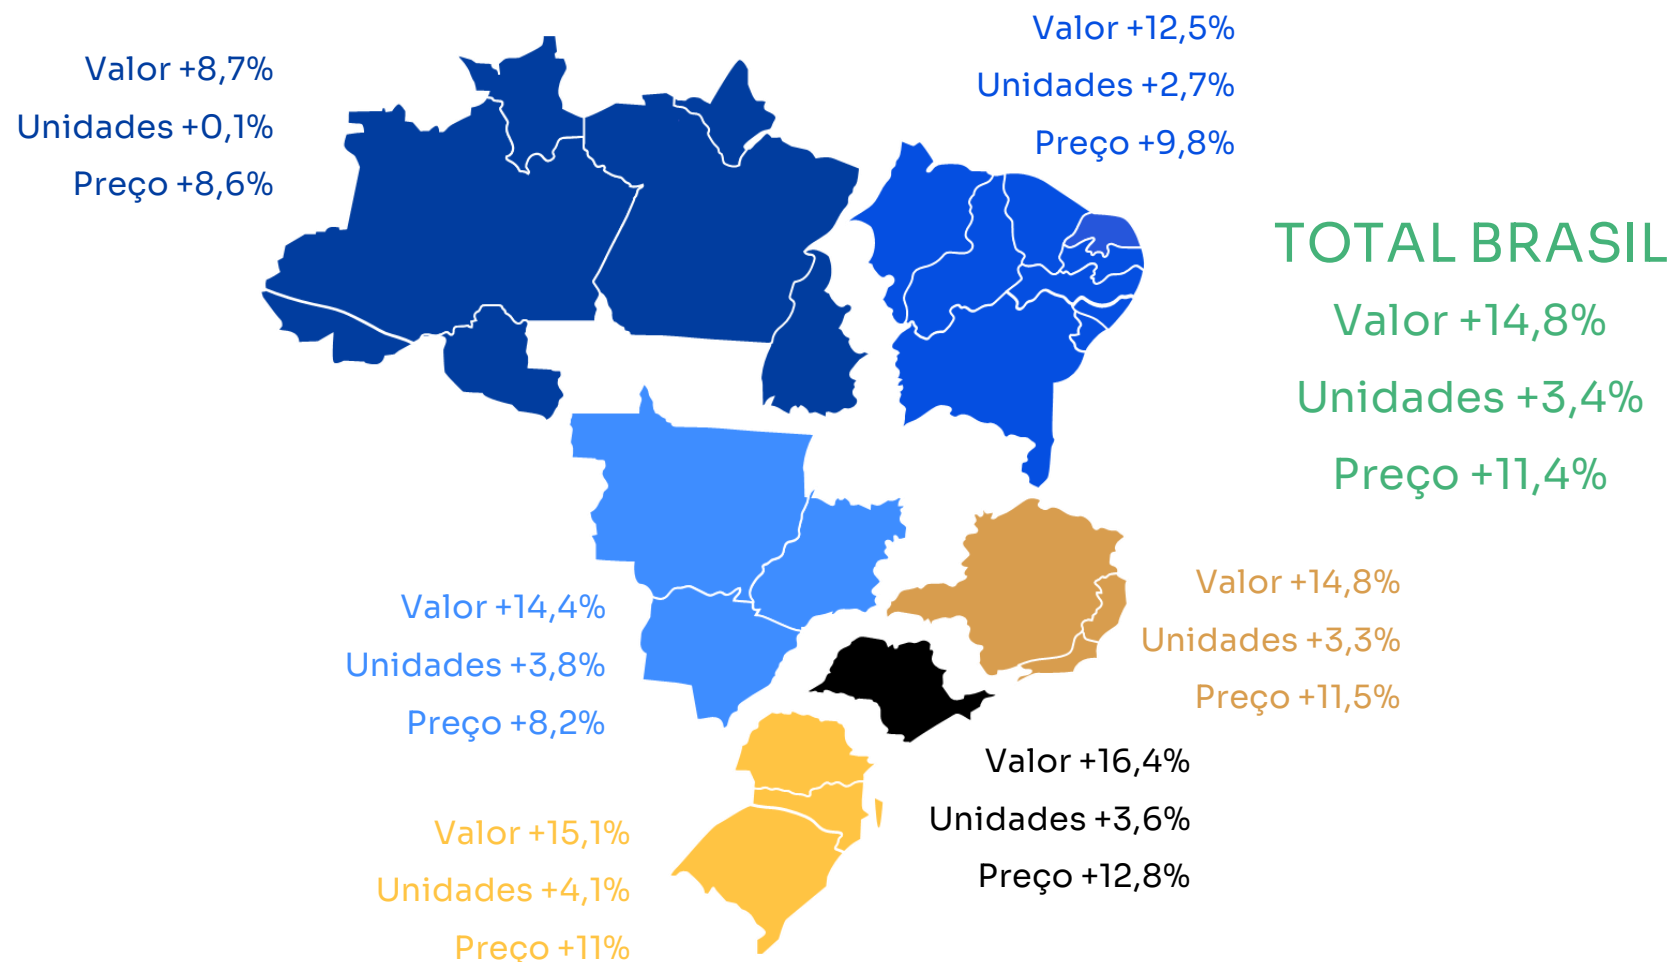 Valor +8,7%
Unidades +0,1%
Preço +8,6%
Valor +12,5%
Unidades +2,7%
Preço +9,8%
TOTAL BRASIL
Valor +14,8%
Unidades +3,4%
Preço +11,4%
Valor +14,4%
Unidades +3,8%
Preço +8,2%
Valor +14,8%
Unidades +3,3%
Preço +11,5%
Valor +16,4%
Unidades +3,6%
Preço +12,8%
Valor +15,1%
Unidades +4,1%
Preço +11%